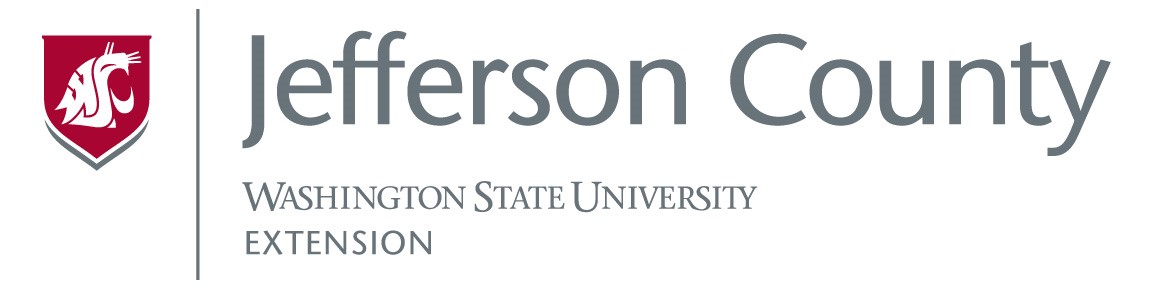 Jefferson County
WASHINGTON STATE UNIVERSITY
EXTENSION